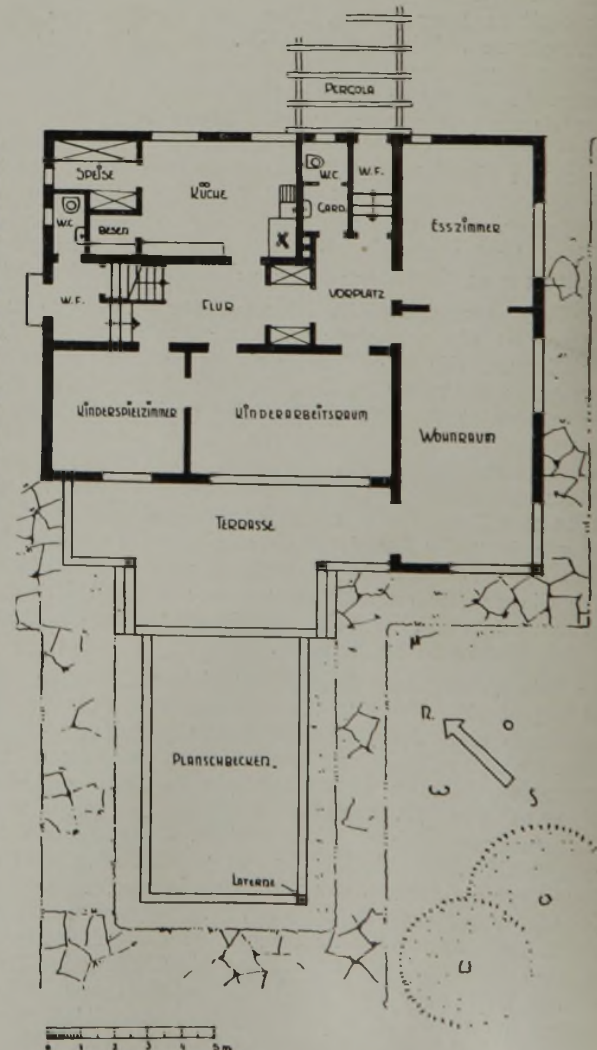 PERGOLA
SPEISE
KÜCHE
W.C.
W.F.
W.C.
BESEN
GARD.
ESSZIMMER
W.F.
FLUR
VORPLATZ
KINDERSPIELZIMMER
KINDERARBEITSRAUM
WOHNRAUM
TERRASSE
N.
O
W
S
PLANSCHBECKEN.
LATERNE
0 1 2 3 4 5 m